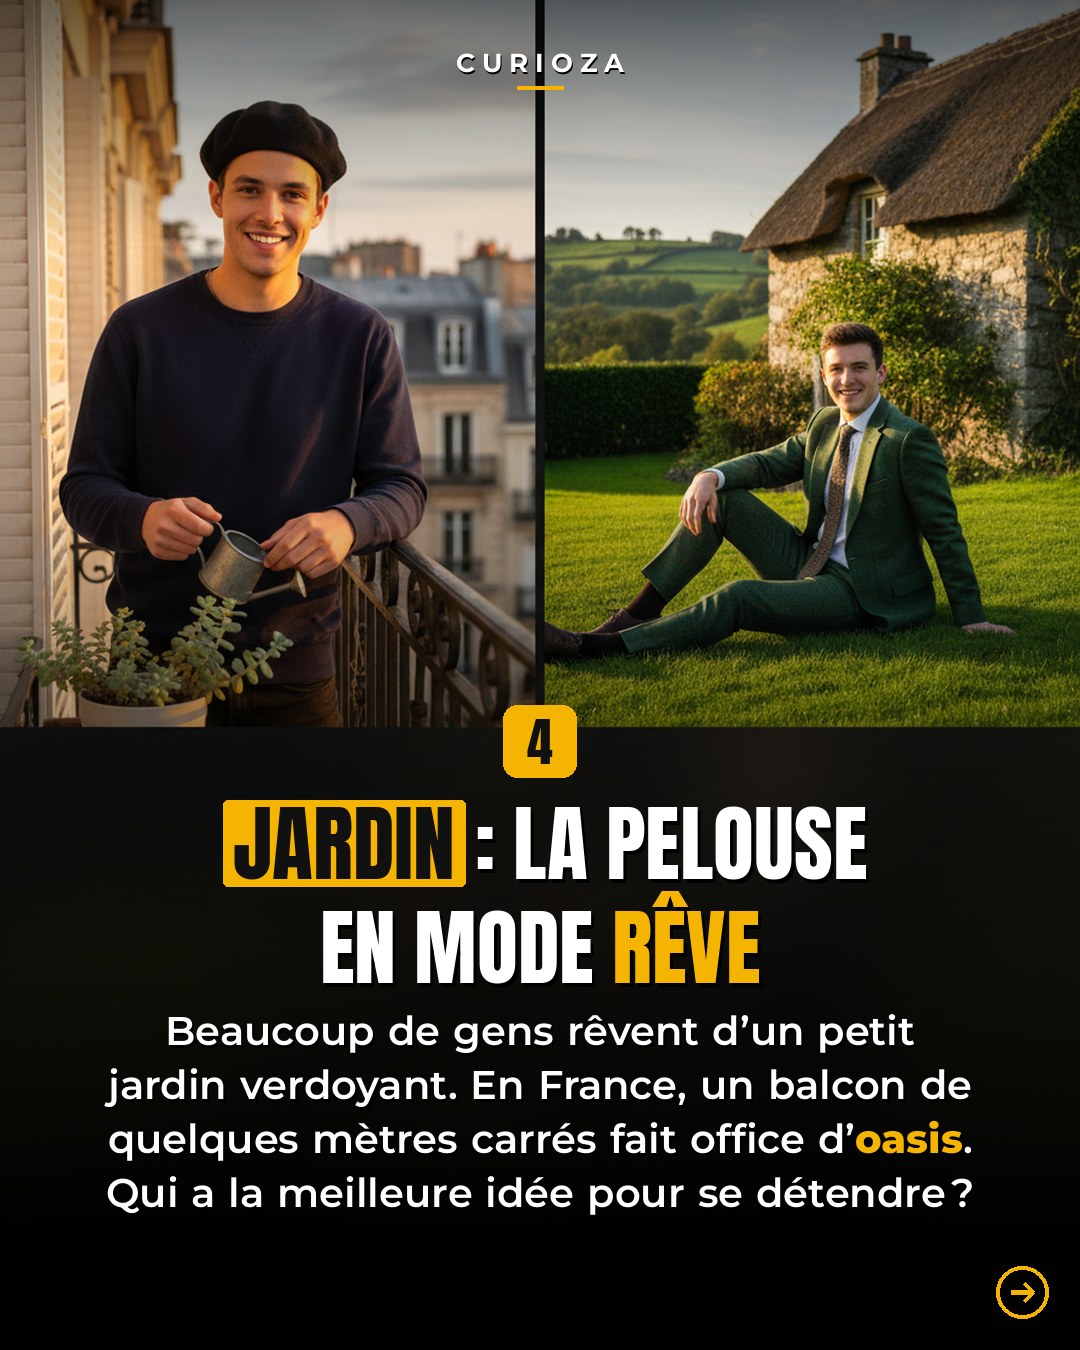 CURIOZA
4
JARDIN : LA PELOUSE
EN MODE RÊVE
Beaucoup de gens rêvent d’un petit
jardin verdoyant. En France, un balcon de
quelques mètres carrés fait office d’oasis.
Qui a la meilleure idée pour se détendre ?